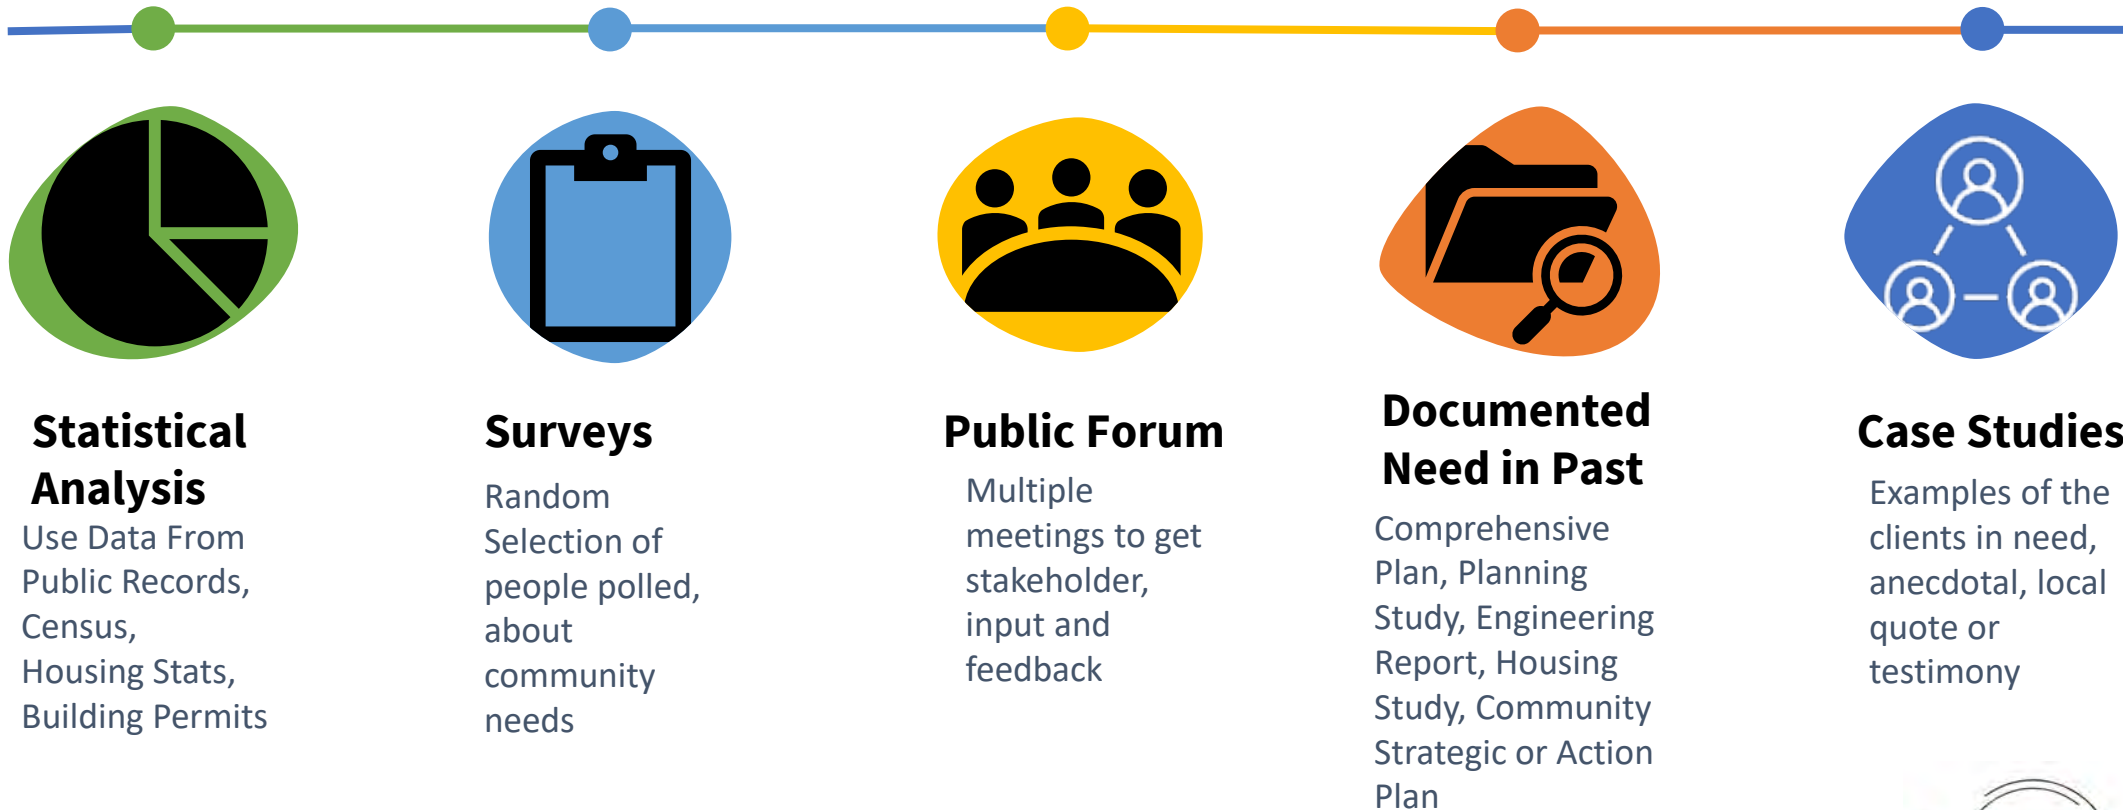 Statistical
Analysis
Use Data From
Public Records,
Census,
Housing Stats,
Building Permits
Surveys
Random
Selection of
people polled,
about
community
needs
Public Forum
Multiple
meetings to get
stakeholder,
input and
feedback
Documented
Need in Past
Comprehensive
Plan, Planning
Study, Engineering
Report, Housing
Study, Community
Strategic or Action
Plan
Case Studies
Examples of the
clients in need,
anecdotal, local
quote or
testimony